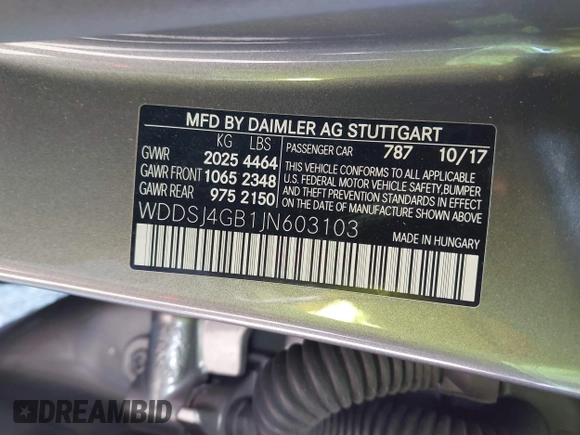 MFD BY DAIMLER AG STUTTGART
KG LBS
GVWR 2025 4464
GAWR FRONT 1065 2348
GAWR REAR 975 2150
PASSENGER CAR 787 10/17
THIS VEHICLE CONFORMS TO ALL APPLICABLE
U.S. FEDERAL MOTOR VEHICLE SAFETY, BUMPER
AND THEFT PREVENTION STANDARDS IN EFFECT
ON THE DATE OF MANUFACTURE SHOWN ABOVE
WDDSJ4GB1JN603103
MADE IN HUNGARY
DREAMBID